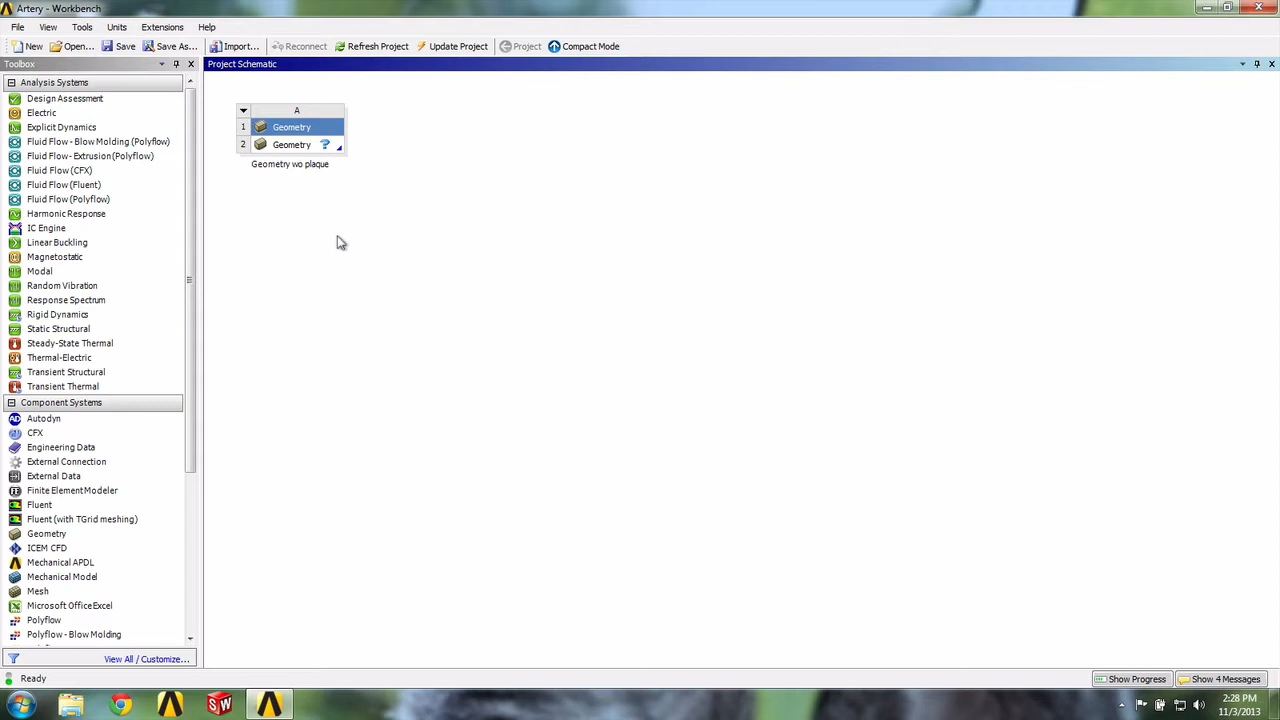 Artery - Workbench
File View Tools Units Extensions Help
New Open... Save Save As... Import... Reconnect Refresh Project Update Project Project Compact Mode
Toolbox
Project Schematic
Analysis Systems
Design Assessment
Electric
Explicit Dynamics
Fluid Flow - Blow Molding (Polyflow)
Fluid Flow - Extrusion (Polyflow)
Fluid Flow (CFX)
Fluid Flow (Fluent)
Fluid Flow (Polyflow)
Harmonic Response
IC Engine
Linear Buckling
Magnetostatic
Modal
Random Vibration
Response Spectrum
Rigid Dynamics
Static Structural
Steady-State Thermal
Thermal-Electric
Transient Structural
Transient Thermal
Component Systems
Autodyn
CFX
Engineering Data
External Connection
External Data
Finite Element Modeler
Fluent
Fluent (with TGrid meshing)
Geometry
ICEM CFD
Mechanical APDL
Mechanical Model
Mesh
Microsoft Office Excel
Polyflow
Polyflow - Blow Molding
View All / Customize...
A
1 Geometry
2 Geometry ?
Geometry wo plaque
Ready
Show Progress Show 4 Messages
SW
2:28 PM
11/3/2013